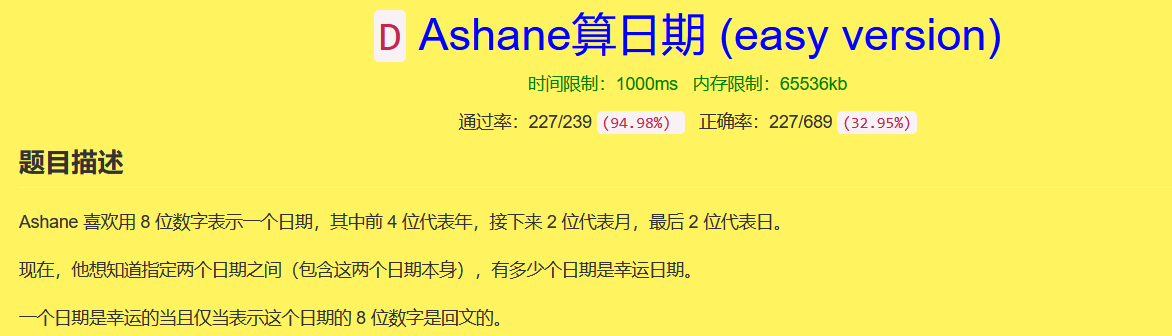 D Ashane算日期 (easy version)
时间限制：1000ms 内存限制：65536kb
通过率：227/239 (94.98%) 正确率：227/689 (32.95%)
题目描述
Ashane 喜欢用 8 位数字表示一个日期，其中前 4 位代表年，接下来 2 位代表月，最后 2 位代表日。
现在，他想知道指定两个日期之间（包含这两个日期本身），有多少个日期是幸运日期。
一个日期是幸运的当且仅当表示这个日期的 8 位数字是回文的。